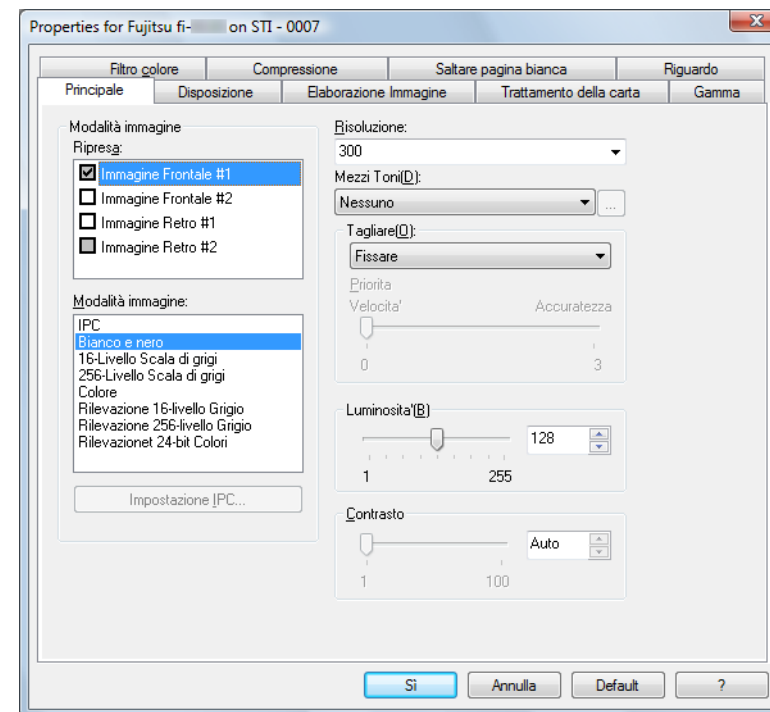 Properties for Fujitsu fi- on STI - 0007
Filtro colore Compressione Saltare pagina bianca Riguardo
Principale Disposizione Elaborazione Immagine Trattamento della carta Gamma
Modalità immagine
Ripresa:
Immagine Frontale #1
Immagine Frontale #2
Immagine Retro #1
Immagine Retro #2
Modalità immagine:
IPC
Bianco e nero
16-Livello Scala di grigi
256-Livello Scala di grigi
Colore
Rilevazione 16-livello Grigio
Rilevazione 256-livello Grigio
Rilevazionet 24-bit Colori
Impostazione IPC...
Risoluzione:
300
Mezzi Toni(D):
Nessuno ...
Tagliare(O):
Fissare
Priorita
Velocita' Accuratezza
0 3
Luminosita'(B)
128
1 255
Contrasto
Auto
1 100
Sì Annulla Default ?